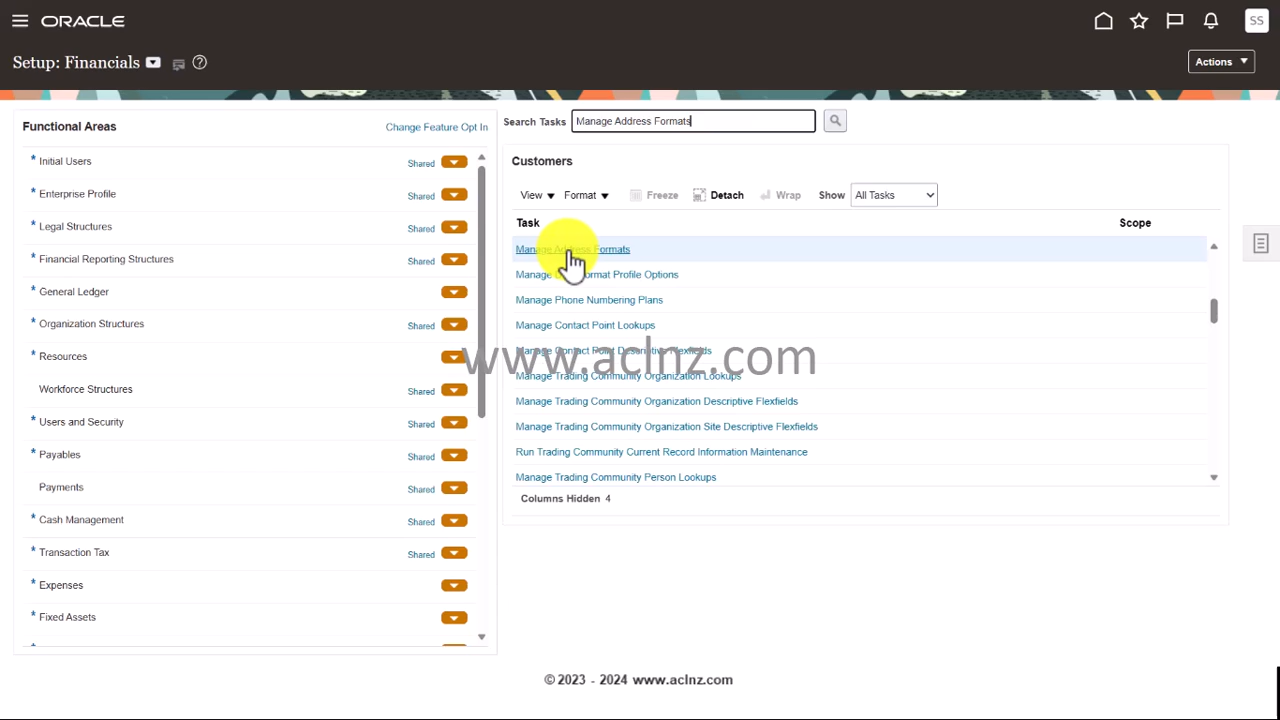 ORACLE
SS
Setup: Financials
Actions
Functional Areas
Change Feature Opt In
* Initial Users Shared
* Enterprise Profile Shared
* Legal Structures Shared
* Financial Reporting Structures Shared
* General Ledger
* Organization Structures Shared
* Resources
Workforce Structures Shared
* Users and Security Shared
* Payables Shared
Payments Shared
* Cash Management Shared
* Transaction Tax Shared
* Expenses
* Fixed Assets
Search Tasks Manage Address Formats
Customers
View Format Freeze Detach Wrap Show All Tasks
Task Scope
Manage Address Formats
Manage Format Profile Options
Manage Phone Numbering Plans
Manage Contact Point Lookups
Manage Contact Point Descriptive Flexfields
Manage Trading Community Organization Lookups
Manage Trading Community Organization Descriptive Flexfields
Manage Trading Community Organization Site Descriptive Flexfields
Run Trading Community Current Record Information Maintenance
Manage Trading Community Person Lookups
Columns Hidden 4
www.aclnz.com
© 2023 - 2024 www.aclnz.com